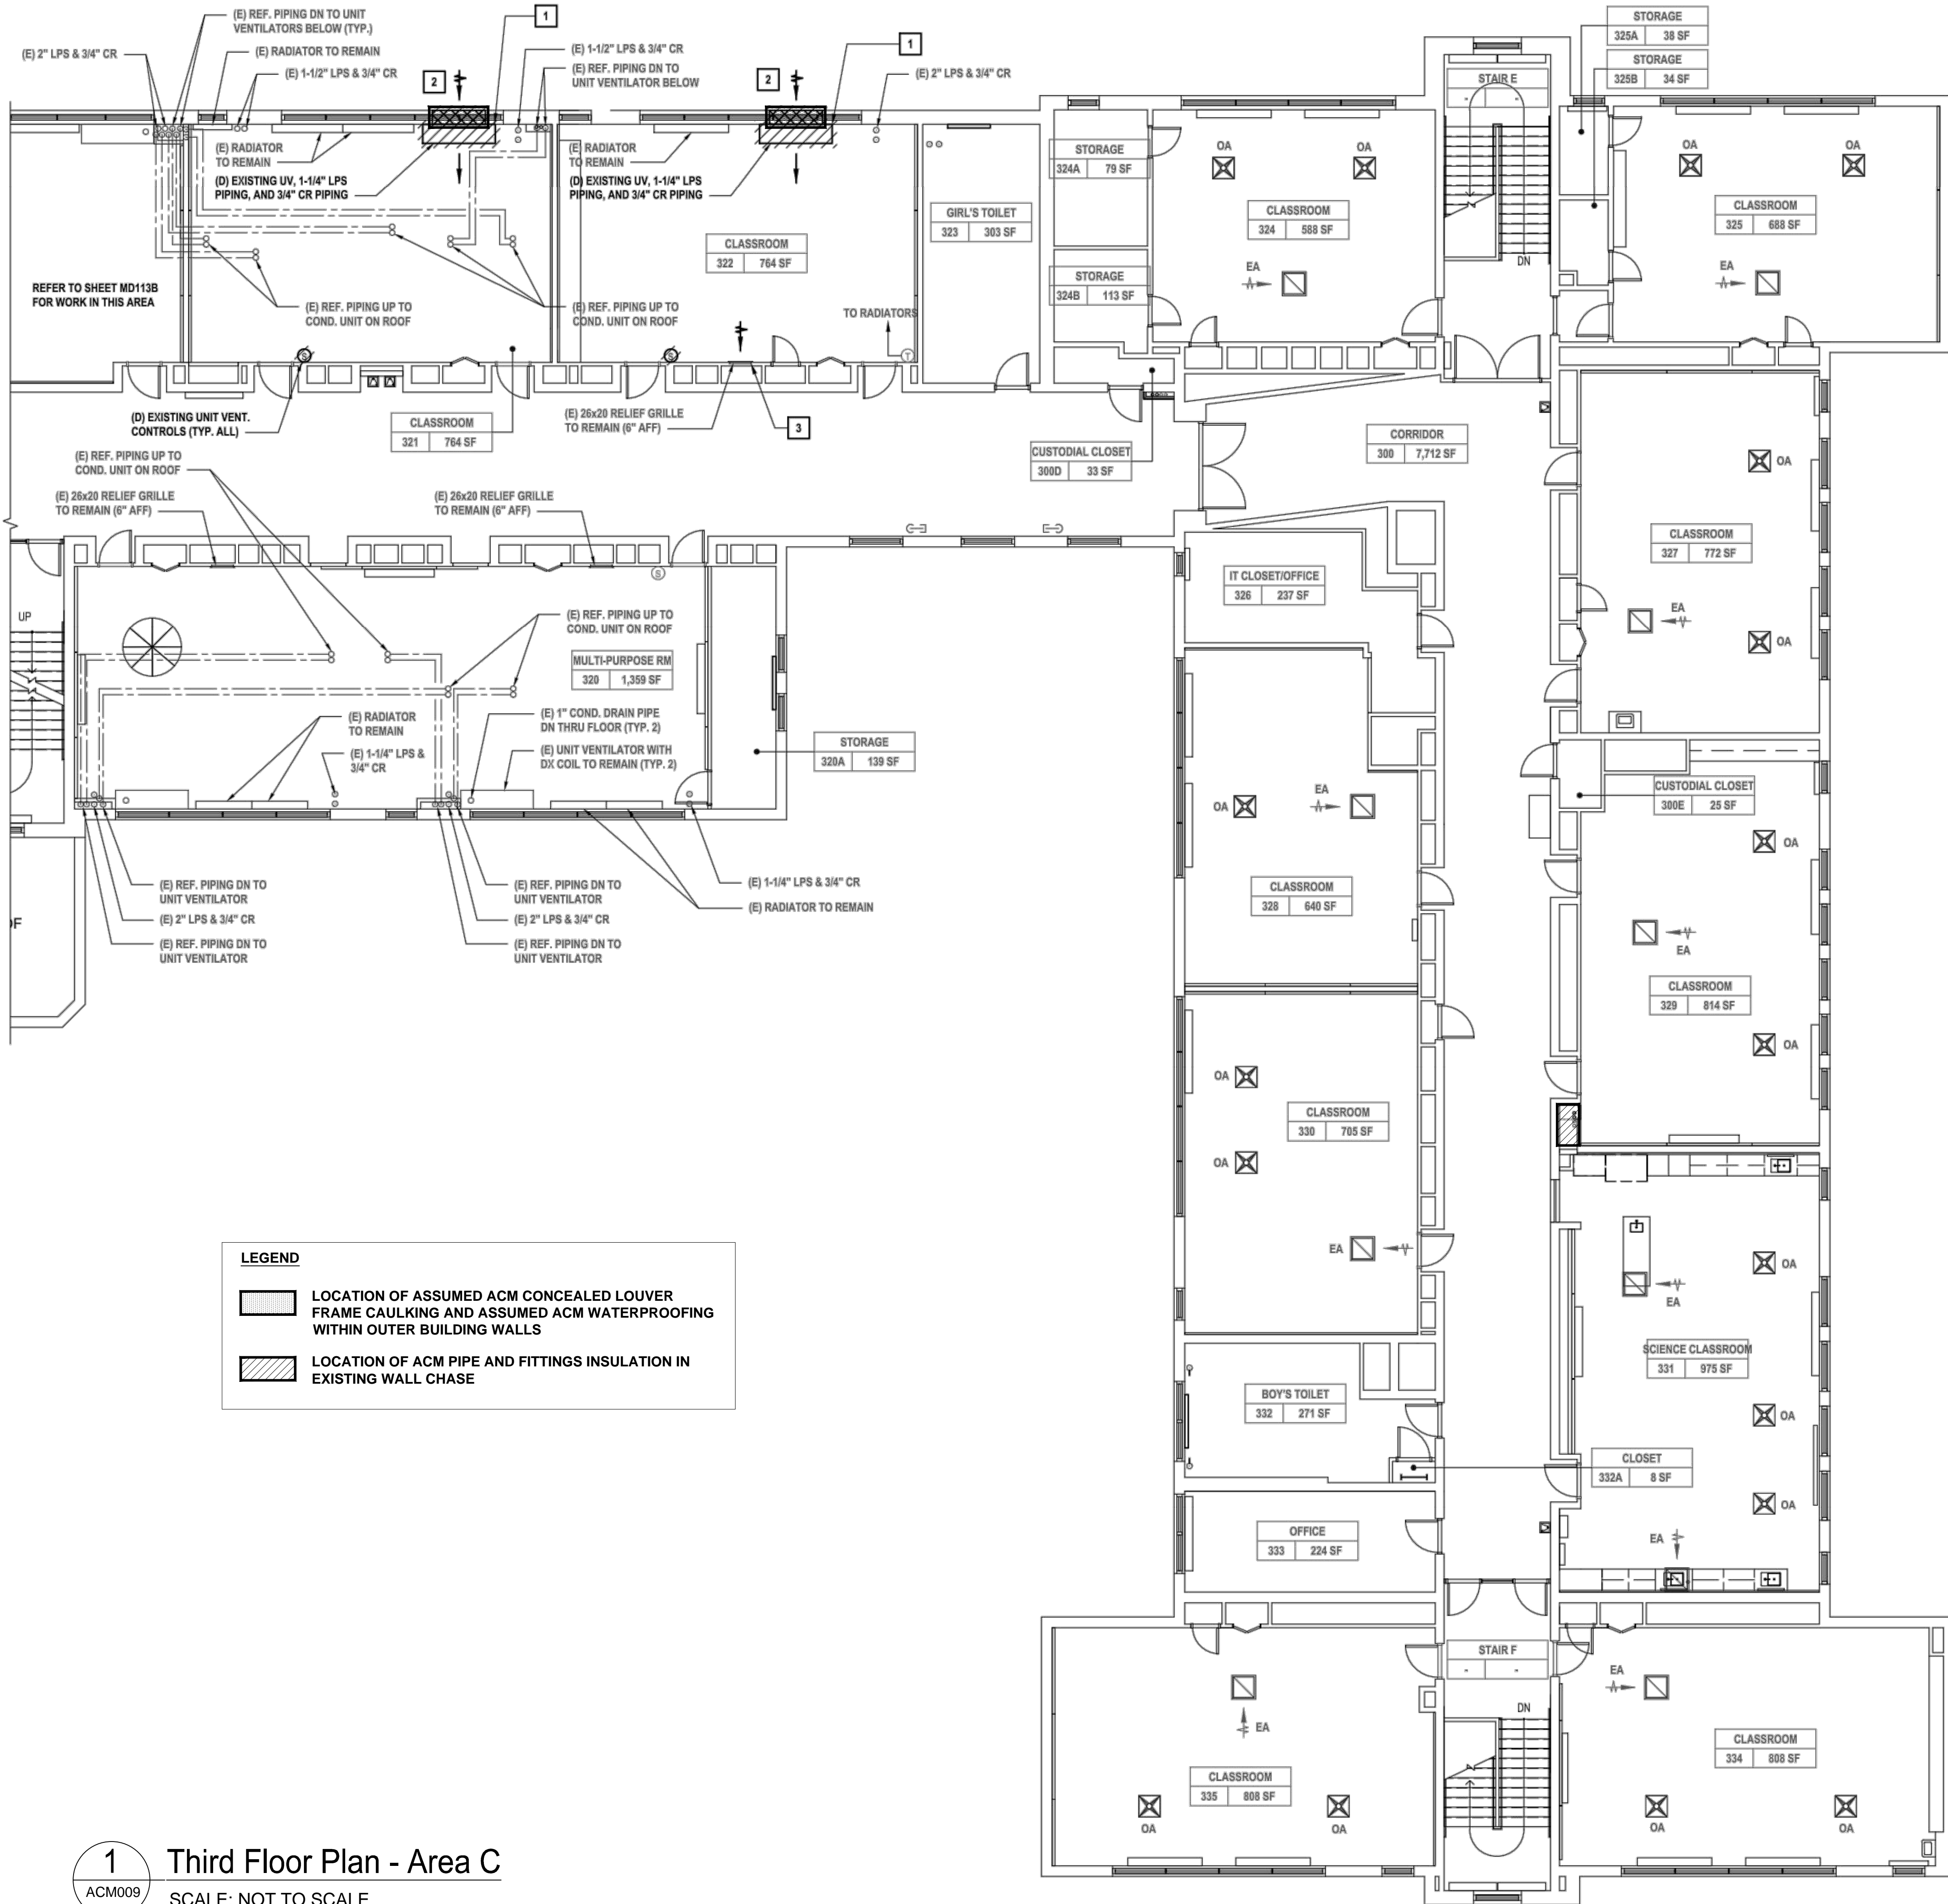 (E) REF. PIPING DN TO UNIT
VENTILATORS BELOW (TYP.)
(E) 2" LPS & 3/4" CR
(E) RADIATOR TO REMAIN
(E) 1-1/2" LPS & 3/4" CR
1
2
(E) 1-1/2" LPS & 3/4" CR
(E) REF. PIPING DN TO
UNIT VENTILATOR BELOW
1
2
(E) 2" LPS & 3/4" CR
STORAGE
325A 38 SF
STORAGE
325B 34 SF
STAIR E
- -
(E) RADIATOR
TO REMAIN
(D) EXISTING UV, 1-1/4" LPS
PIPING, AND 3/4" CR PIPING
(E) RADIATOR
TO REMAIN
(D) EXISTING UV, 1-1/4" LPS
PIPING, AND 3/4" CR PIPING
STORAGE
324A 79 SF
OA
OA
OA
OA
GIRL'S TOILET
323 303 SF
CLASSROOM
324 588 SF
CLASSROOM
325 688 SF
CLASSROOM
322 764 SF
DN
EA
EA
STORAGE
324B 113 SF
REFER TO SHEET MD113B
FOR WORK IN THIS AREA
(E) REF. PIPING UP TO
COND. UNIT ON ROOF
(E) REF. PIPING UP TO
COND. UNIT ON ROOF
TO RADIATORS
S
S
T
(D) EXISTING UNIT VENT.
CONTROLS (TYP. ALL)
CLASSROOM
321 764 SF
(E) 26x20 RELIEF GRILLE
TO REMAIN (6" AFF)
3
CUSTODIAL CLOSET
300D 33 SF
CORRIDOR
300 7,712 SF
(E) REF. PIPING UP TO
COND. UNIT ON ROOF
(E) 26x20 RELIEF GRILLE
TO REMAIN (6" AFF)
(E) 26x20 RELIEF GRILLE
TO REMAIN (6" AFF)
OA
CLASSROOM
327 772 SF
S
IT CLOSET/OFFICE
326 237 SF
UP
(E) REF. PIPING UP TO
COND. UNIT ON ROOF
EA
OA
MULTI-PURPOSE RM
320 1,359 SF
(E) RADIATOR
TO REMAIN
(E) 1" COND. DRAIN PIPE
DN THRU FLOOR (TYP. 2)
(E) 1-1/4" LPS &
3/4" CR
(E) UNIT VENTILATOR WITH
DX COIL TO REMAIN (TYP. 2)
STORAGE
320A 139 SF
CUSTODIAL CLOSET
300E 25 SF
OA
EA
OA
(E) REF. PIPING DN TO
UNIT VENTILATOR
(E) 2" LPS & 3/4" CR
(E) REF. PIPING DN TO
UNIT VENTILATOR
(E) REF. PIPING DN TO
UNIT VENTILATOR
(E) 2" LPS & 3/4" CR
(E) REF. PIPING DN TO
UNIT VENTILATOR
(E) 1-1/4" LPS & 3/4" CR
(E) RADIATOR TO REMAIN
CLASSROOM
328 640 SF
EA
CLASSROOM
329 814 SF
OA
OA
CLASSROOM
330 705 SF
OA
EA
LEGEND
LOCATION OF ASSUMED ACM CONCEALED LOUVER
FRAME CAULKING AND ASSUMED ACM WATERPROOFING
WITHIN OUTER BUILDING WALLS
LOCATION OF ACM PIPE AND FITTINGS INSULATION IN
EXISTING WALL CHASE
OA
EA
SCIENCE CLASSROOM
331 975 SF
BOY'S TOILET
332 271 SF
OA
CLOSET
332A 8 SF
OA
OFFICE
333 224 SF
EA
STAIR F
- -
EA
DN
EA
CLASSROOM
334 808 SF
CLASSROOM
335 808 SF
OA
OA
OA
OA
1
ACM009
Third Floor Plan - Area C
SCALE: NOT TO SCALE